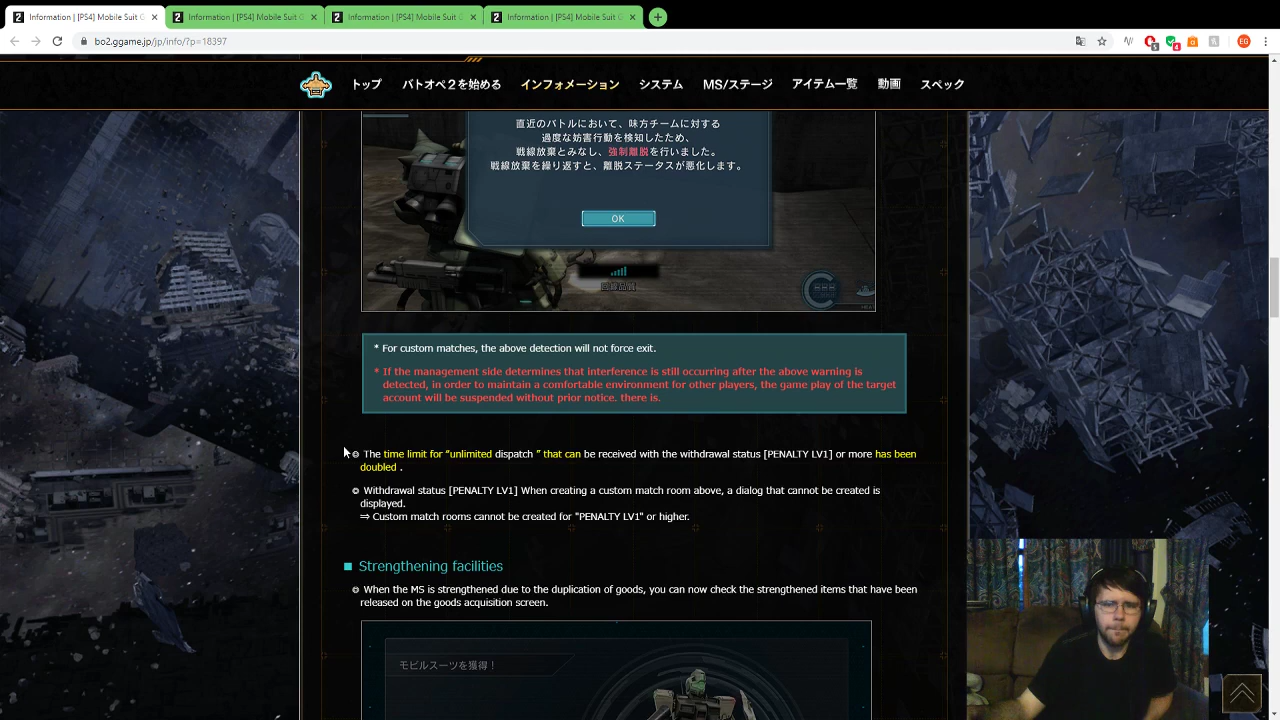 Information | [PS4] Mobile Suit G
Information | [PS4] Mobile Suit G
Information | [PS4] Mobile Suit G
Information | [PS4] Mobile Suit G
bo2.ggame.jp/jp/info/?p=18397
EG
トップ バトオペ2を始める インフォメーション システム MS/ステージ アイテム一覧 動画 スペック
直近のバトルにおいて、味方チームに対する
過度な妨害行動を検知したため、
戦線放棄とみなし、強制離脱を行いました。
戦線放棄を繰り返すと、離脱ステータスが悪化します。
OK
回線品質
* For custom matches, the above detection will not force exit.
* If the management side determines that interference is still occurring after the above warning is
detected, in order to maintain a comfortable environment for other players, the game play of the target
account will be suspended without prior notice. there is.
The time limit for "unlimited dispatch " that can be received with the withdrawal status [PENALTY LV1] or more has been
doubled .
Withdrawal status [PENALTY LV1] When creating a custom match room above, a dialog that cannot be created is
displayed.
⇒ Custom match rooms cannot be created for "PENALTY LV1" or higher.
Strengthening facilities
When the MS is strengthened due to the duplication of goods, you can now check the strengthened items that have been
released on the goods acquisition screen.
モビルスーツを獲得!